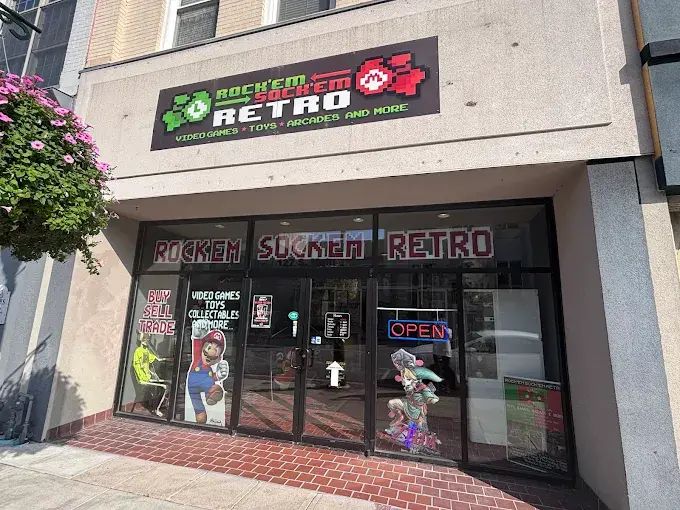 ROCK'EM
SOCK'EM
RETRO
VIDEO GAMES * TOYS * ARCADES AND MORE
ROCKEM SOCKEM RETRO
BUY
SELL
TRADE
VIDEO GAMES
TOYS
COLLECTABLES
AND MORE...
OPEN